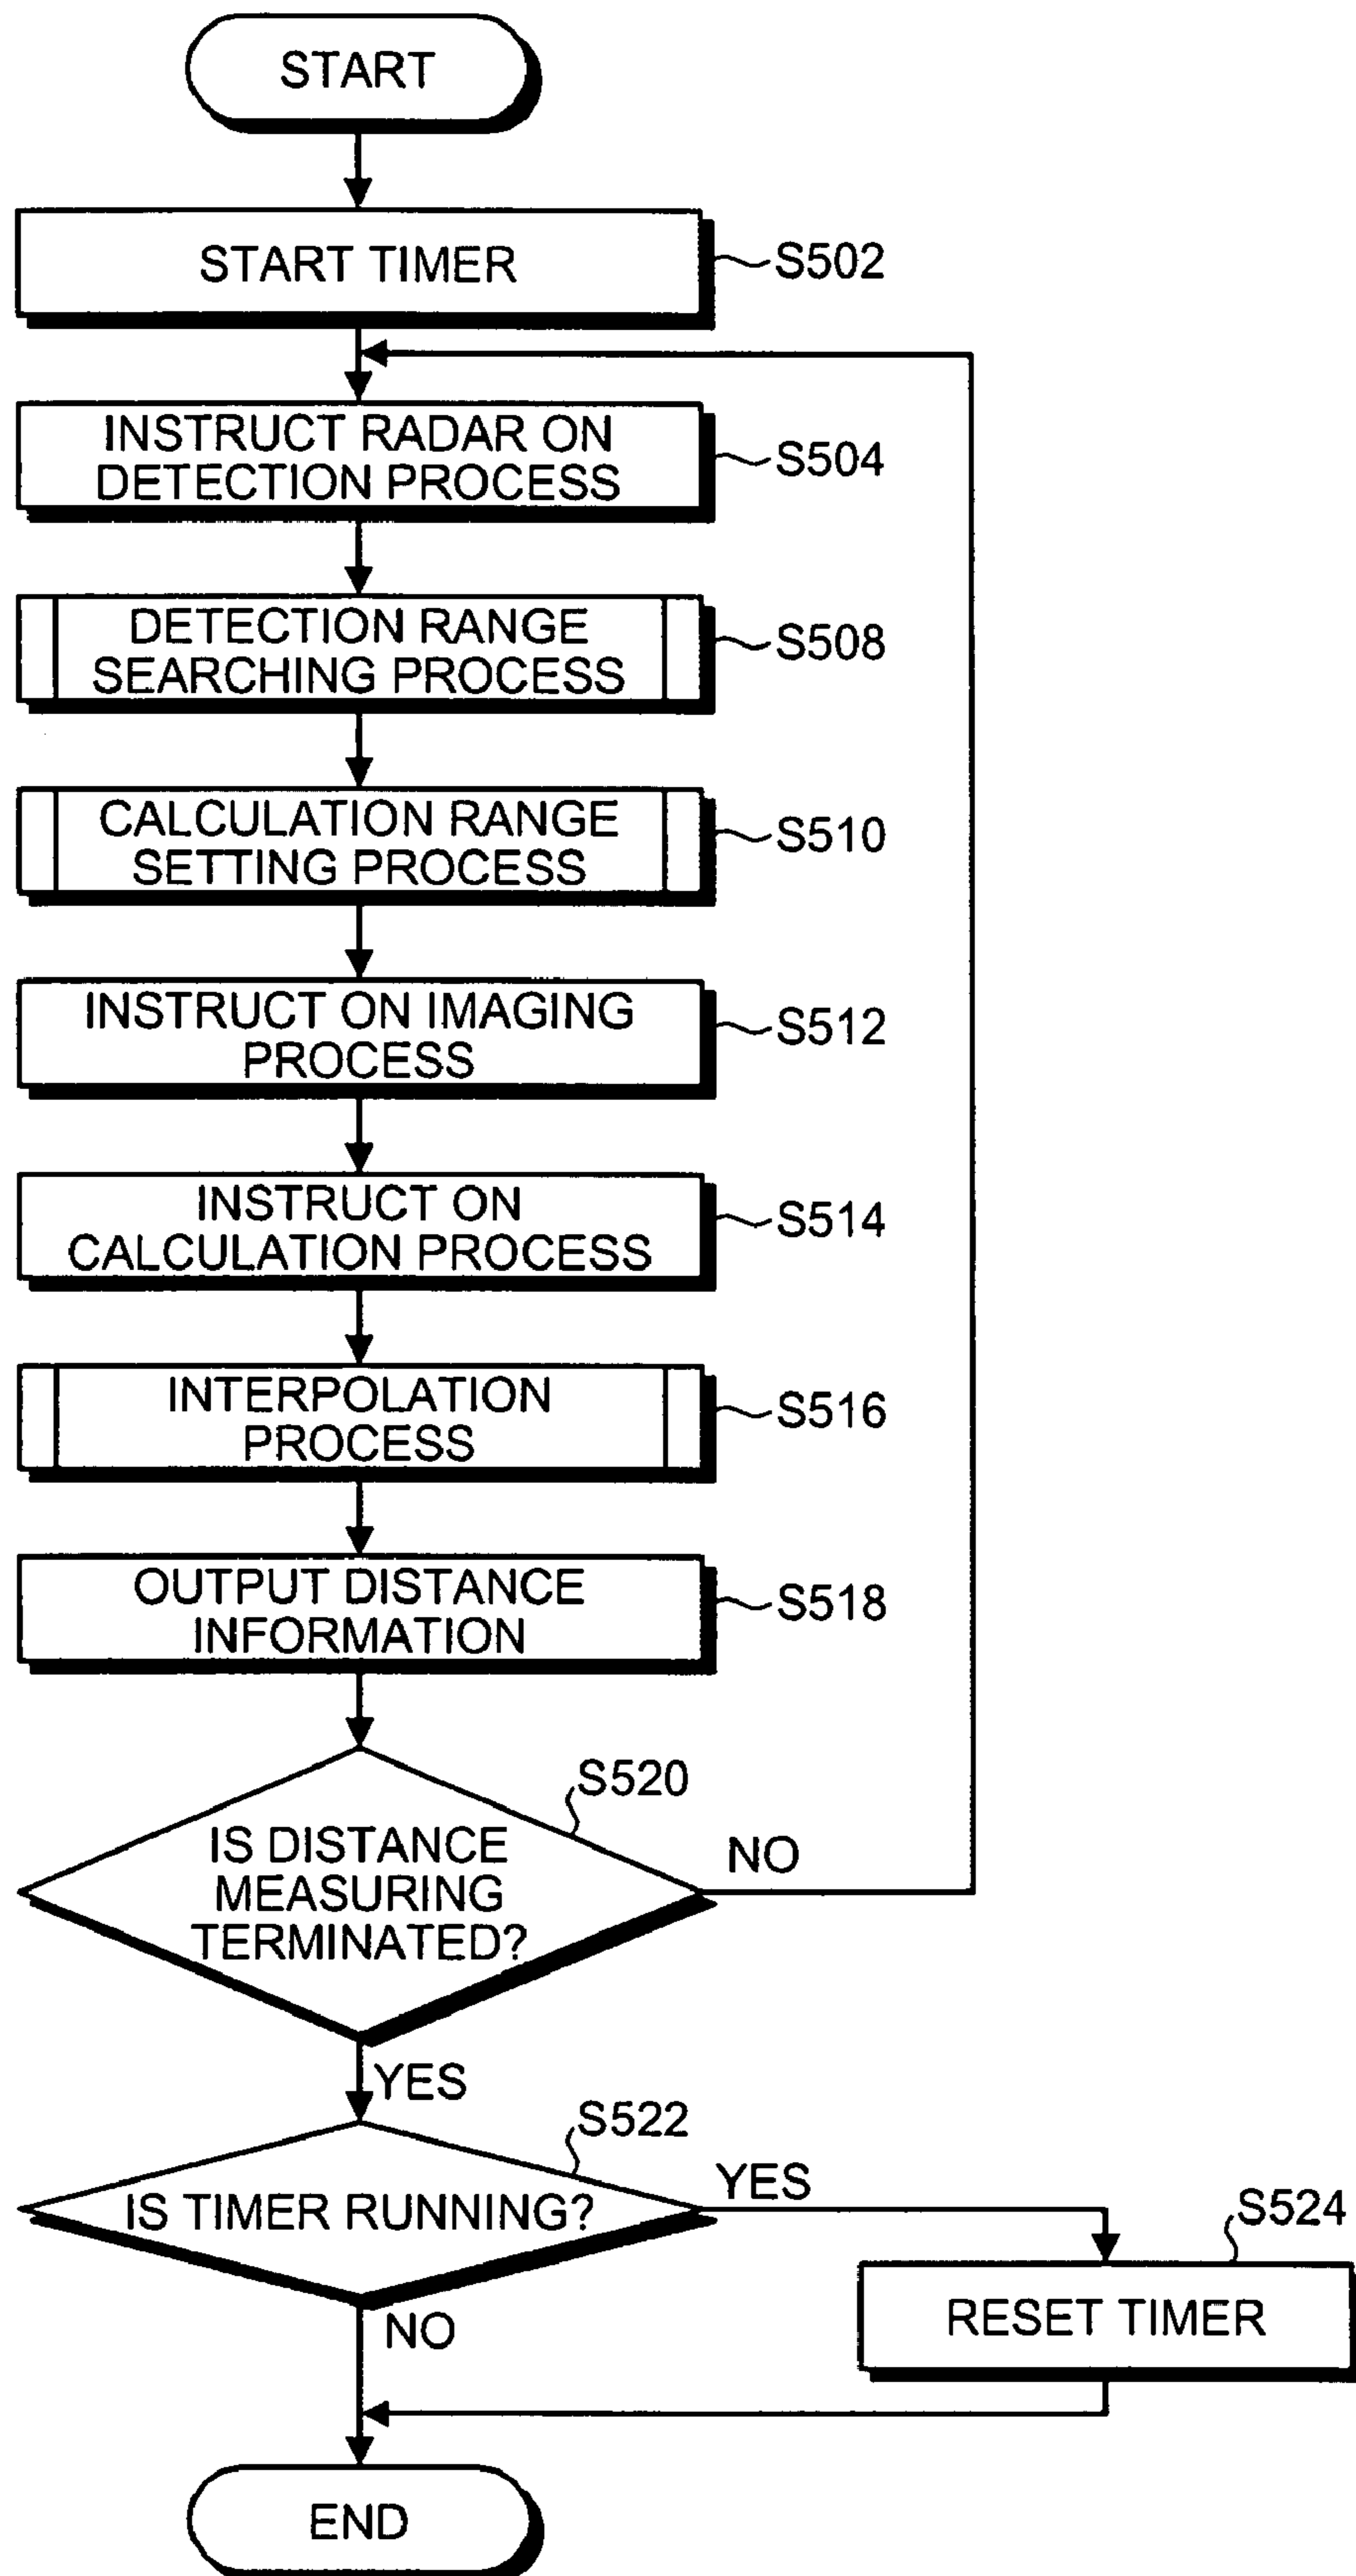 START
START TIMER
S502
INSTRUCT RADAR ON
DETECTION PROCESS
S504
DETECTION RANGE
SEARCHING PROCESS
S508
CALCULATION RANGE
SETTING PROCESS
S510
INSTRUCT ON IMAGING
PROCESS
S512
INSTRUCT ON
CALCULATION PROCESS
S514
INTERPOLATION
PROCESS
S516
OUTPUT DISTANCE
INFORMATION
S518
S520
IS DISTANCE
MEASURING
TERMINATED?
NO
YES
S522
IS TIMER RUNNING?
YES
S524
RESET TIMER
NO
END